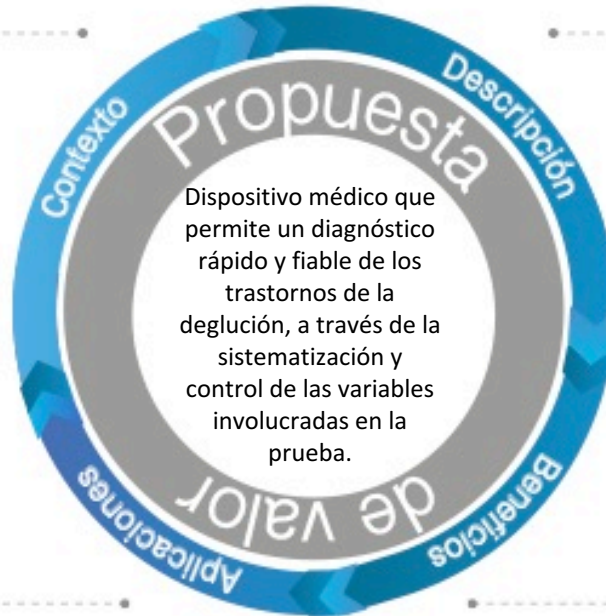 Contexto
Descripción
Propuesta
Dispositivo médico que
permite un diagnóstico
rápido y fiable de los
trastornos de la
deglución, a través de la
sistematización y
control de las variables
involucradas en la
prueba.
de valor
Aplicaciones
Beneficios